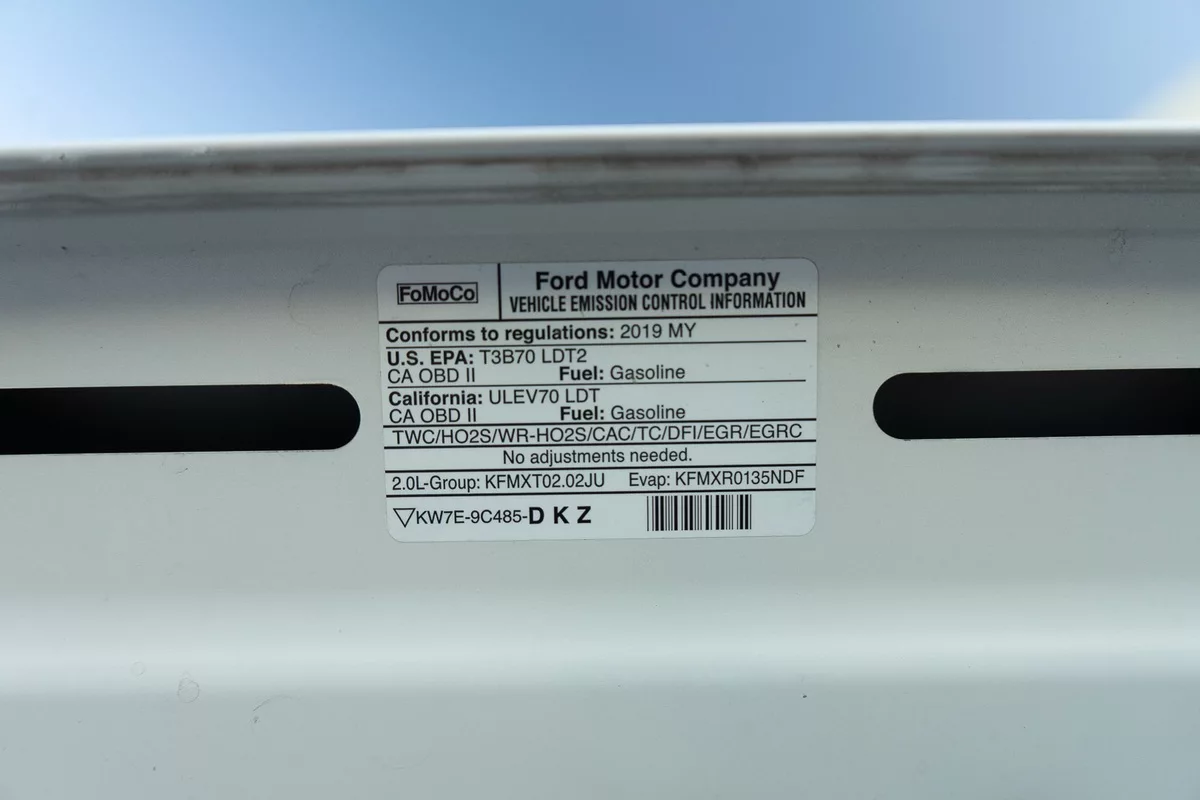 FoMoCo
Ford Motor Company
VEHICLE EMISSION CONTROL INFORMATION
Conforms to regulations: 2019 MY
U.S. EPA: T3B70 LDT2
CA OBD II Fuel: Gasoline
California: ULEV70 LDT
CA OBD II Fuel: Gasoline
TWC/HO2S/WR-HO2S/CAC/TC/DFI/EGR/EGRC
No adjustments needed.
2.0L-Group: KFMXT02.02JU Evap: KFMXR0135NDF
KW7E-9C485-D K Z